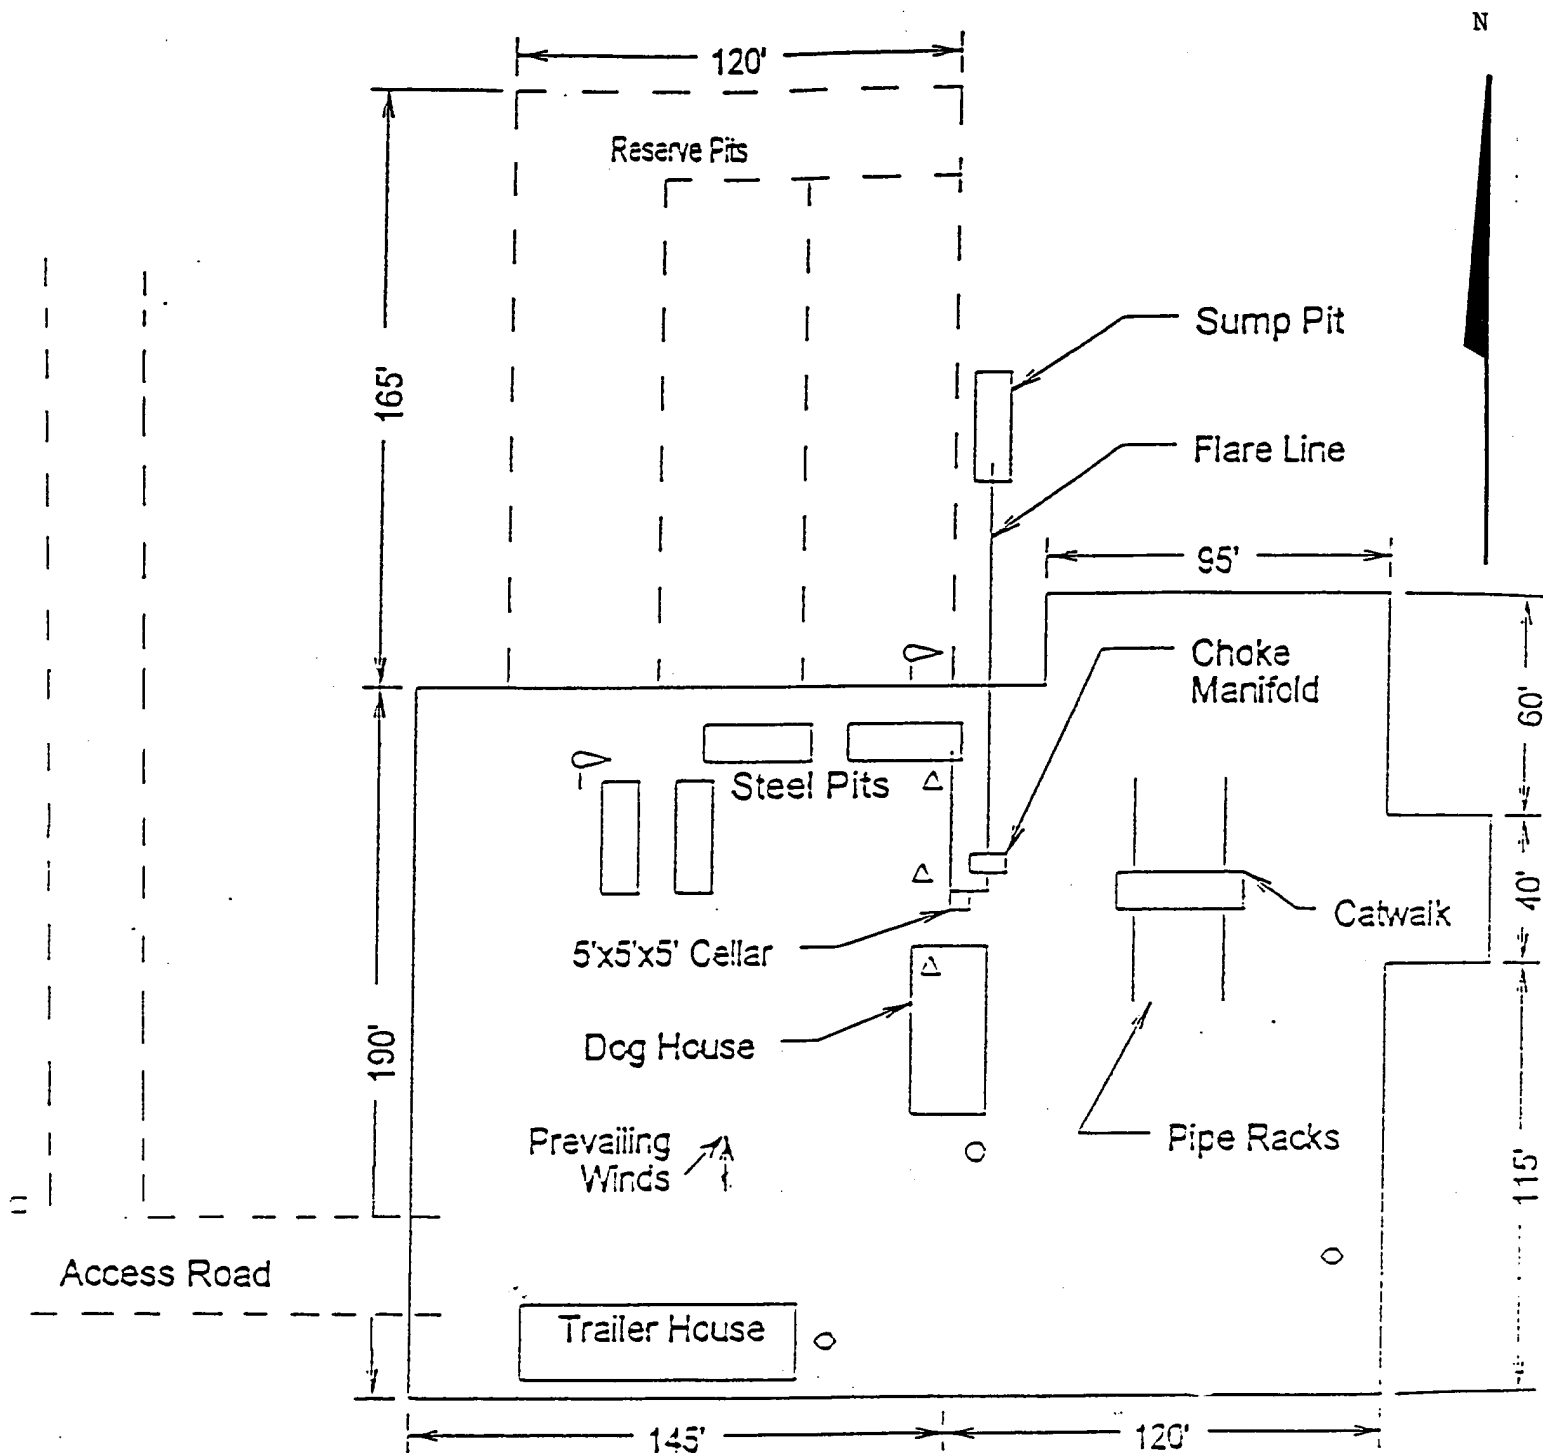 N
120'
Reserve Pits
Sump Pit
165'
Flare Line
95'
Choke
Manifold
60'
Steel Pits
40'
Catwalk
5'x5'x5' Cellar
190'
Dog House
Prevailing
Winds
Pipe Racks
115'
Access Road
Trailer House
145'
120'